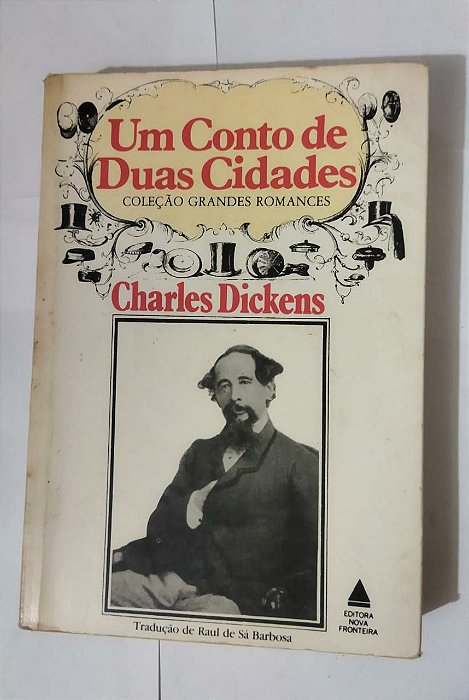 Um Conto de
Duas Cidades
COLEÇÃO GRANDES ROMANCES
Charles Dickens
EDITORA
NOVA
FRONTEIRA
Tradução de Raul de Sá Barbosa